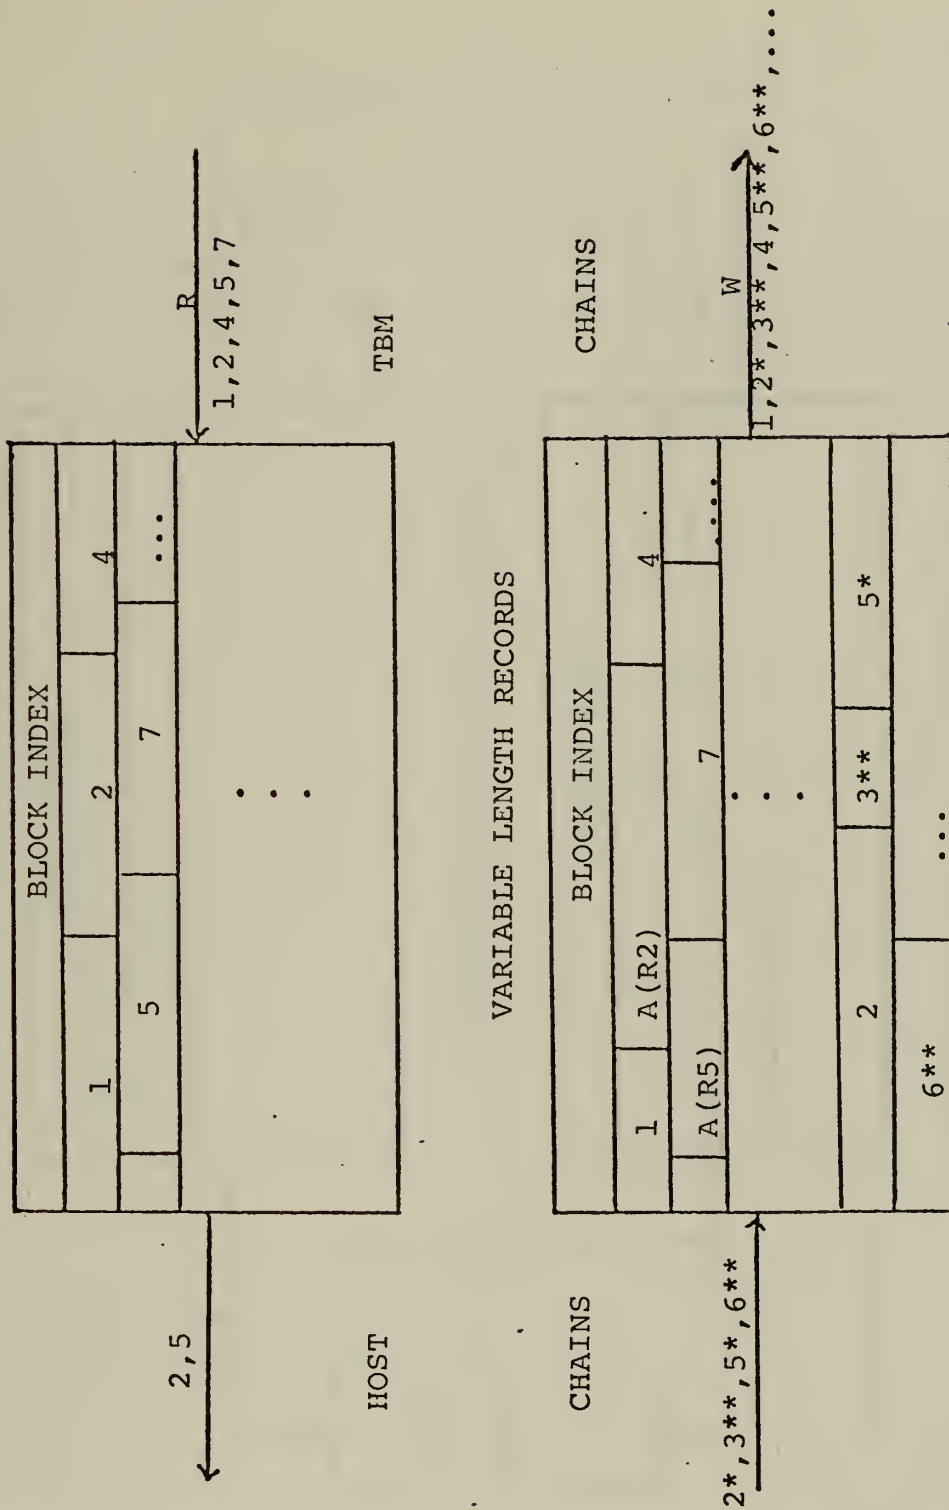 BLOCK INDEX
1 2 4
5 7 ...
R
1,2,4,5,7
2,5
HOST
TBM
VARIABLE LENGTH RECORDS
CHAINS
CHAINS
BLOCK INDEX
1 A(R2) 4
A(R5) 7 ...
2*,3**,5*,6**
W
1,2*,3**,4,5**,6**,...
2 3** 5*
6** ...